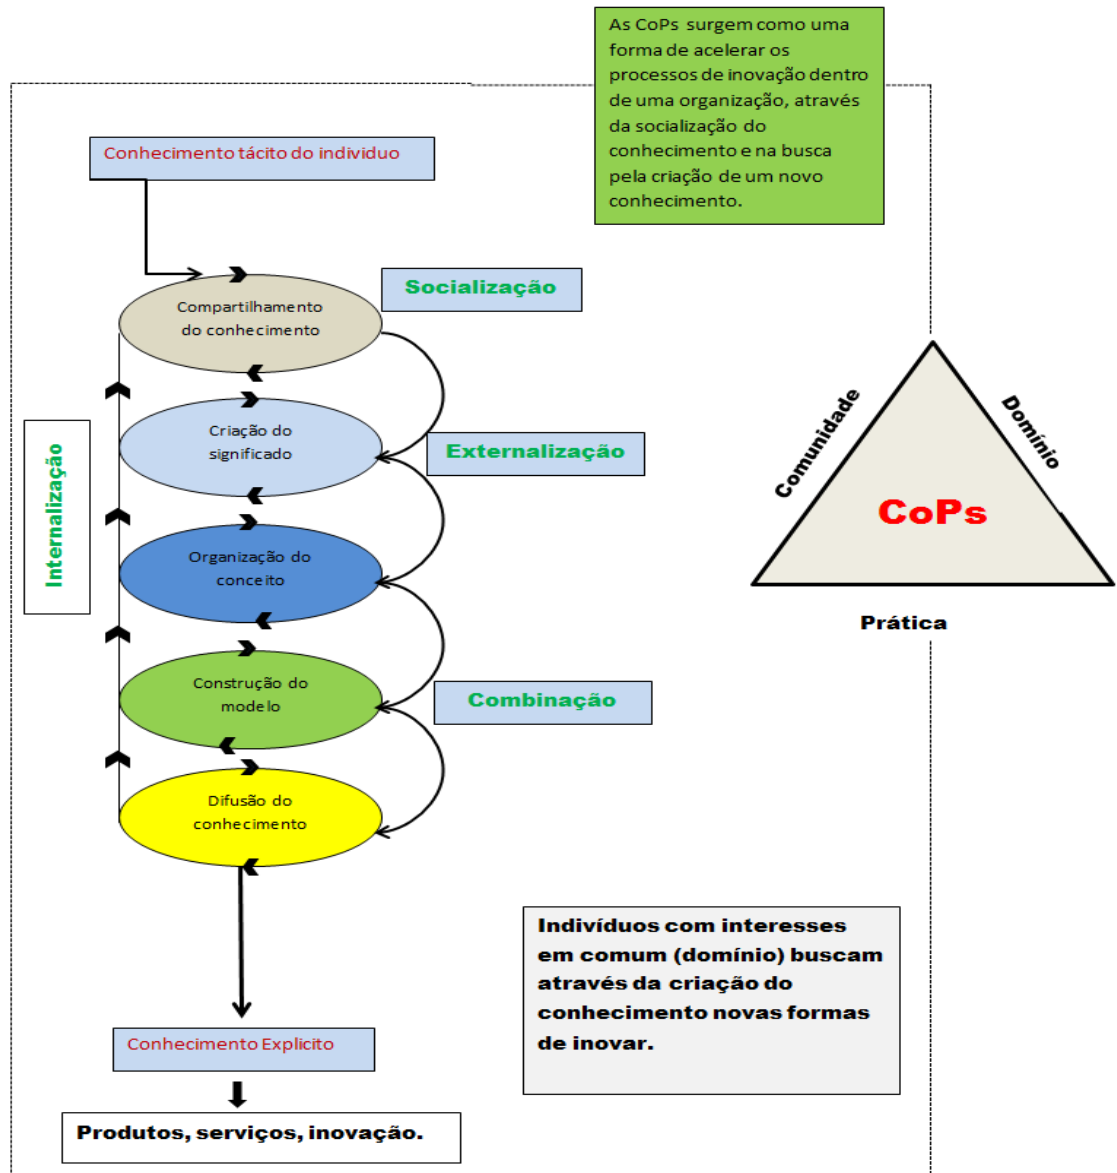 As CoPs surgem como uma
forma de acelerar os
processos de inovação dentro
de uma organização, através
da socialização do
conhecimento e na busca
pela criação de um novo
conhecimento.
Conhecimento tácito do individuo
Socialização
Compartilhamento
do conhecimento
Criação do
significado
Externalização
Internalização
Organização do
conceito
Construção do
modelo
Combinação
Difusão do
conhecimento
Comunidade
Domínio
CoPs
Prática
Indivíduos com interesses
em comum (domínio) buscam
através da criação do
conhecimento novas formas
de inovar.
Conhecimento Explicito
Produtos, serviços, inovação.